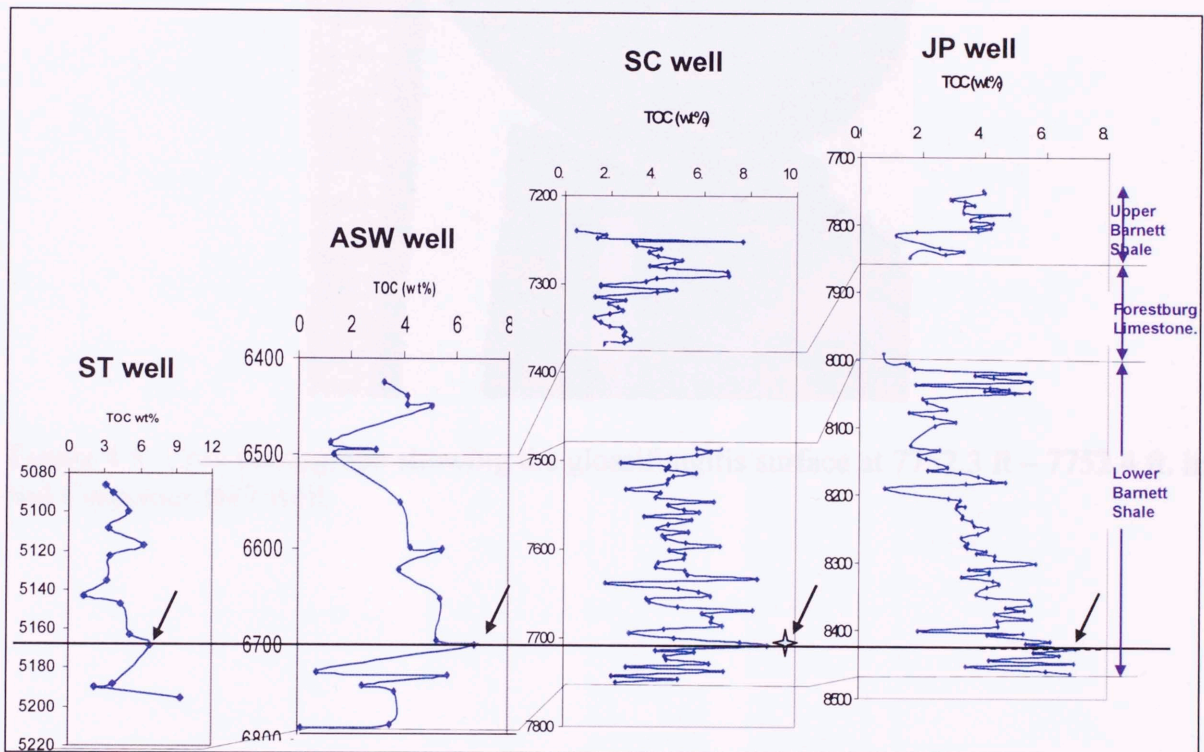 ST well
TOC wt%
0 3 6 9 12
5080
5100
5120
5140
5160
5180
5200
5220
ASW well
TOC (wt%)
0 2 4 6 8
6400
6500
6600
6700
6800
SC well
TOC (wt%)
0. 2. 4. 6. 8. 10
7200
7300
7400
7500
7600
7700
7800
JP well
TOC(wt%)
0. 2. 4. 6. 8.
7700
7800
7900
8000
8100
8200
8300
8400
8500
Upper
Barnett
Shale
Forestburg
Limestone.
Lower
Barnett
Shale